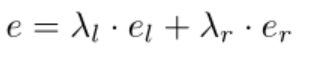 e = λ_l · e_l + λ_r · e_r